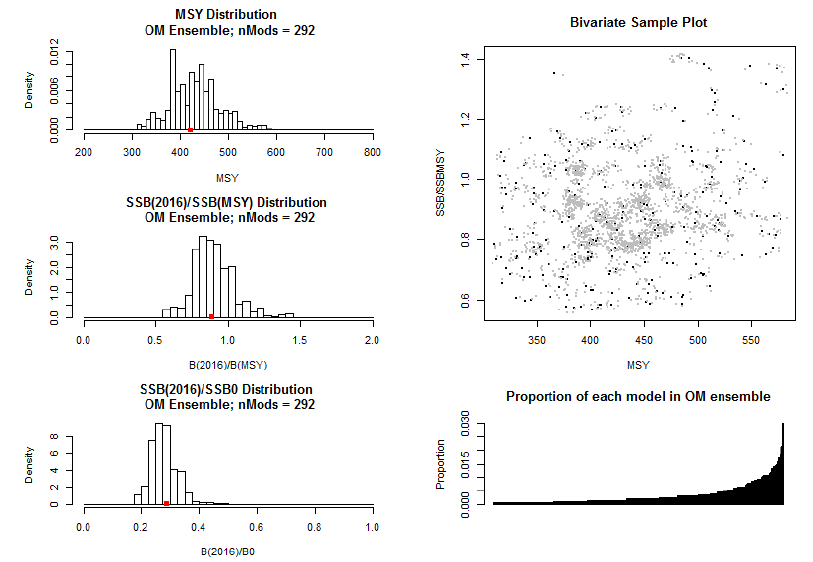 MSY Distribution
OM Ensemble; nMods = 292
Density
0.000 0.006 0.012
200 300 400 500 600 700 800
MSY
SSB(2016)/SSB(MSY) Distribution
OM Ensemble; nMods = 292
Density
0.0 1.0 2.0 3.0
0.0 0.5 1.0 1.5 2.0
B(2016)/B(MSY)
SSB(2016)/SSB0 Distribution
OM Ensemble; nMods = 292
Density
0 2 4 6 8
0.0 0.2 0.4 0.6 0.8 1.0
B(2016)/B0
Bivariate Sample Plot
SSB/SSBMSY
0.6 0.8 1.0 1.2 1.4
350 400 450 500 550
MSY
Proportion of each model in OM ensemble
Proportion
0.000 0.015 0.030